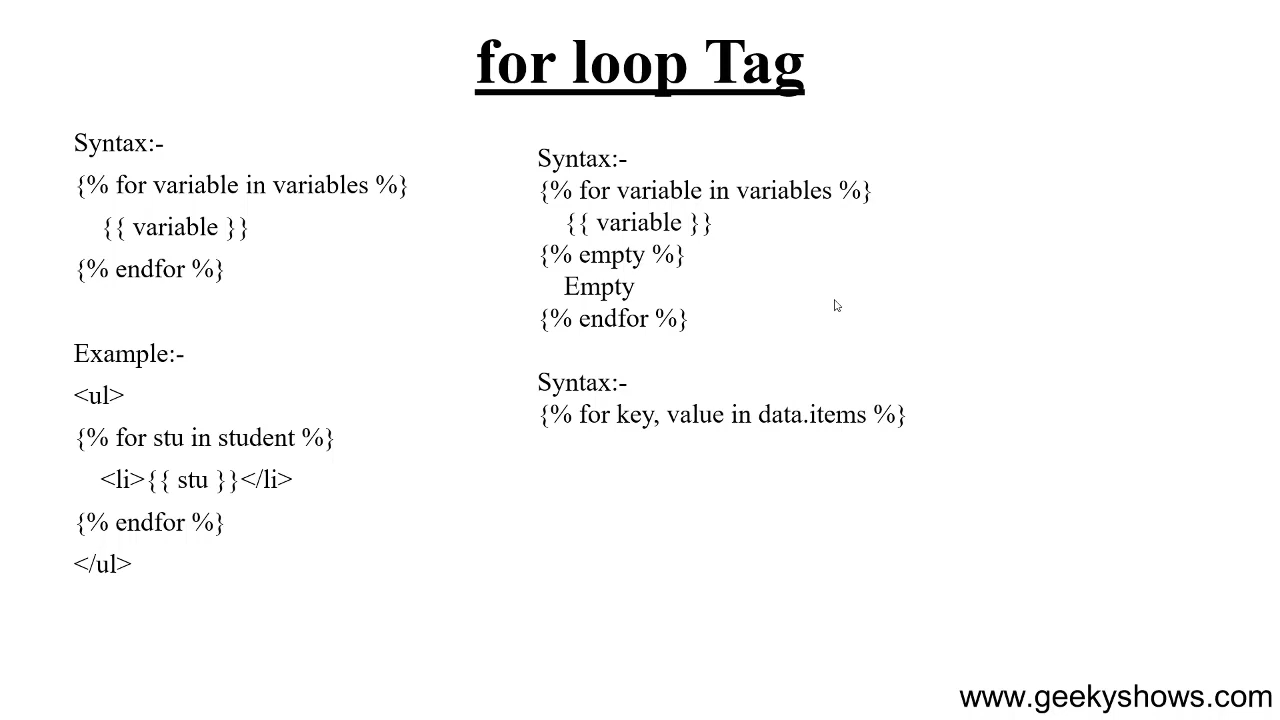 for loop Tag
Syntax:-
{% for variable in variables %}
{{ variable }}
{% endfor %}
Example:-
<ul>
{% for stu in student %}
<li>{{ stu }}</li>
{% endfor %}
</ul>
Syntax:-
{% for variable in variables %}
{{ variable }}
{% empty %}
Empty
{% endfor %}
Syntax:-
{% for key, value in data.items %}
www.geekyshows.com